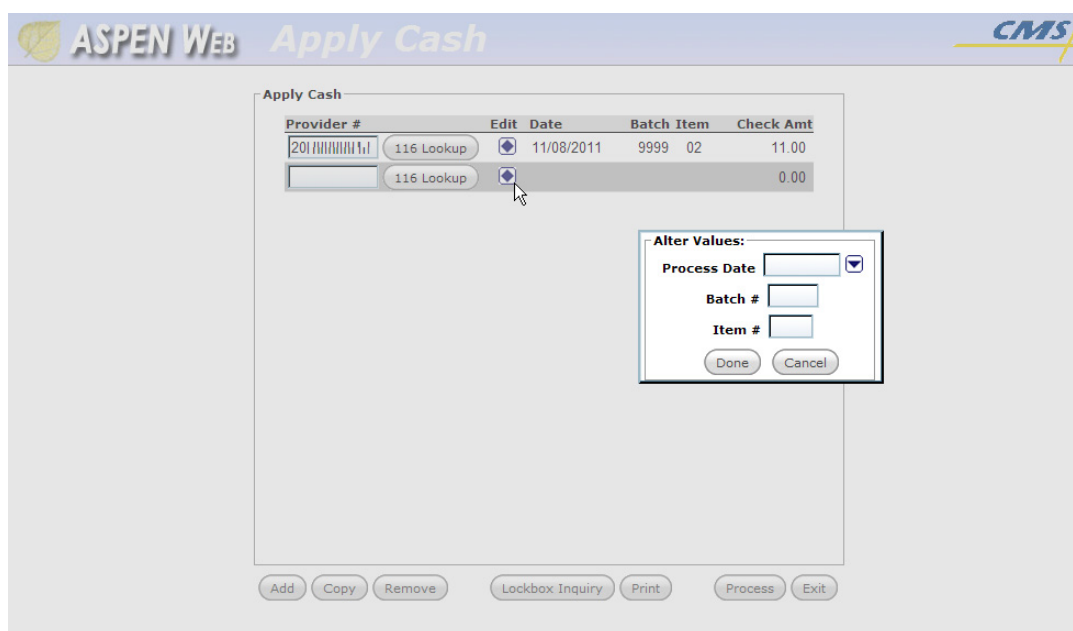 ASPEN WEB Apply Cash CMS
Apply Cash
Provider # Edit Date Batch Item Check Amt
116 Lookup 11/08/2011 9999 02 11.00
116 Lookup 0.00
Alter Values:
Process Date
Batch #
Item #
Done Cancel
Add Copy Remove Lockbox Inquiry Print Process Exit